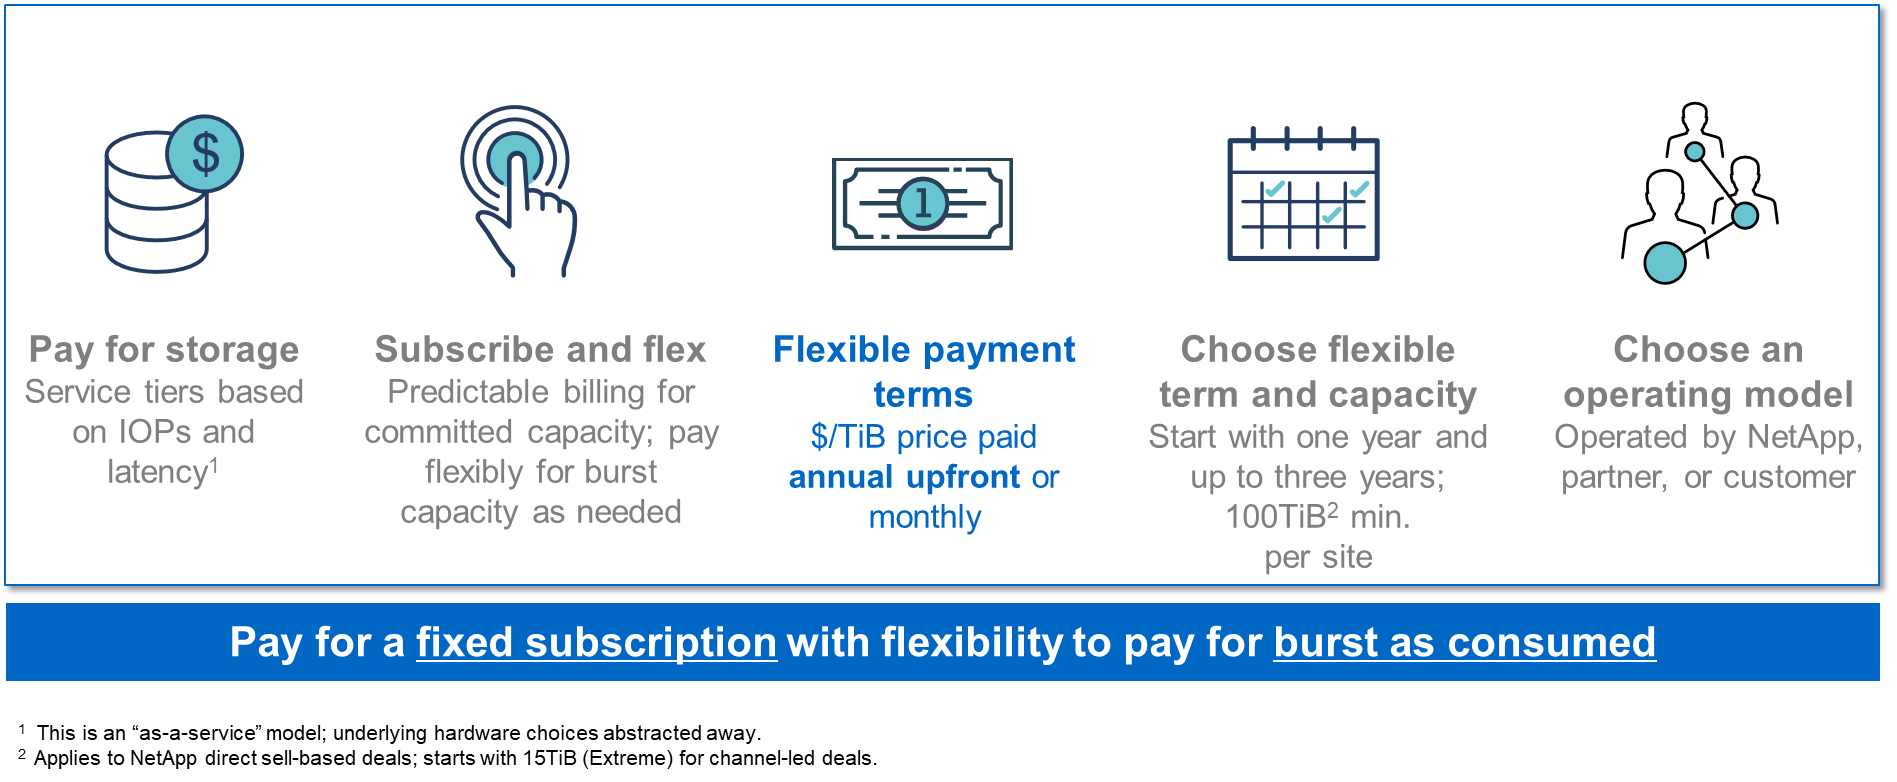 $
1
Pay for storage
Service tiers based
on IOPs and
latency1
Subscribe and flex
Predictable billing for
committed capacity; pay
flexibly for burst
capacity as needed
Flexible payment
terms
$/TiB price paid
annual upfront or
monthly
Choose flexible
term and capacity
Start with one year and
up to three years;
100TiB2 min.
per site
Choose an
operating model
Operated by NetApp,
partner, or customer
Pay for a fixed subscription with flexibility to pay for burst as consumed
1 This is an “as-a-service” model; underlying hardware choices abstracted away.
2 Applies to NetApp direct sell-based deals; starts with 15TiB (Extreme) for channel-led deals.